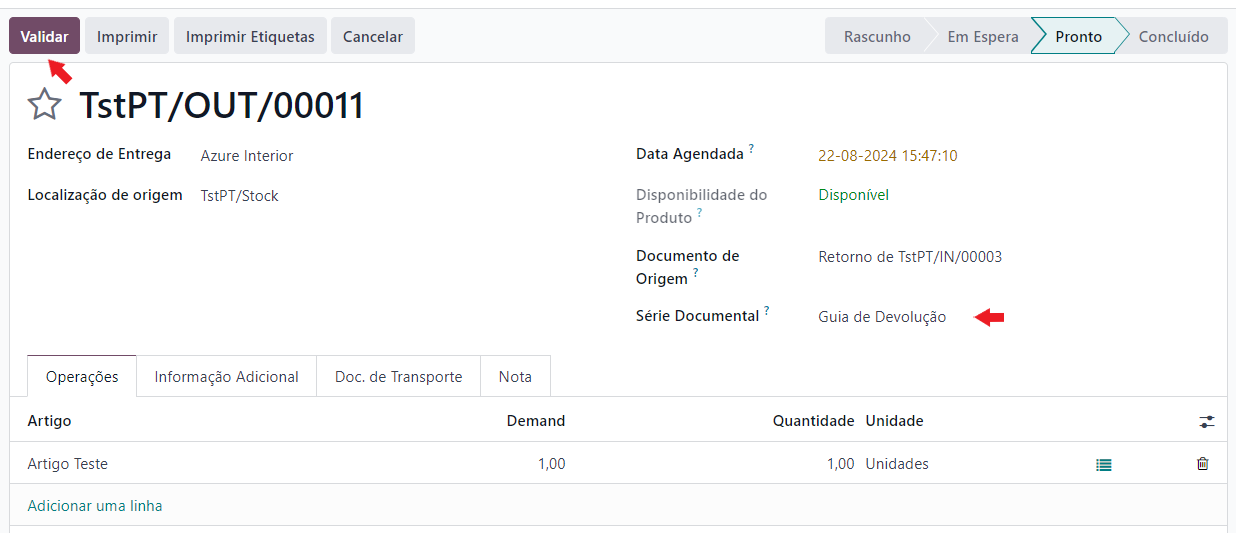 Validar Imprimir Imprimir Etiquetas Cancelar Rascunho Em Espera Pronto Concluído
TstPT/OUT/00011
Endereço de Entrega Azure Interior
Localização de origem TstPT/Stock
Data Agendada ? 22-08-2024 15:47:10
Disponibilidade do
Produto ? Disponível
Documento de
Origem ? Retorno de TstPT/IN/00003
Série Documental ? Guia de Devolução
Operações Informação Adicional Doc. de Transporte Nota
Artigo Demand Quantidade Unidade
Artigo Teste 1,00 1,00 Unidades
Adicionar uma linha